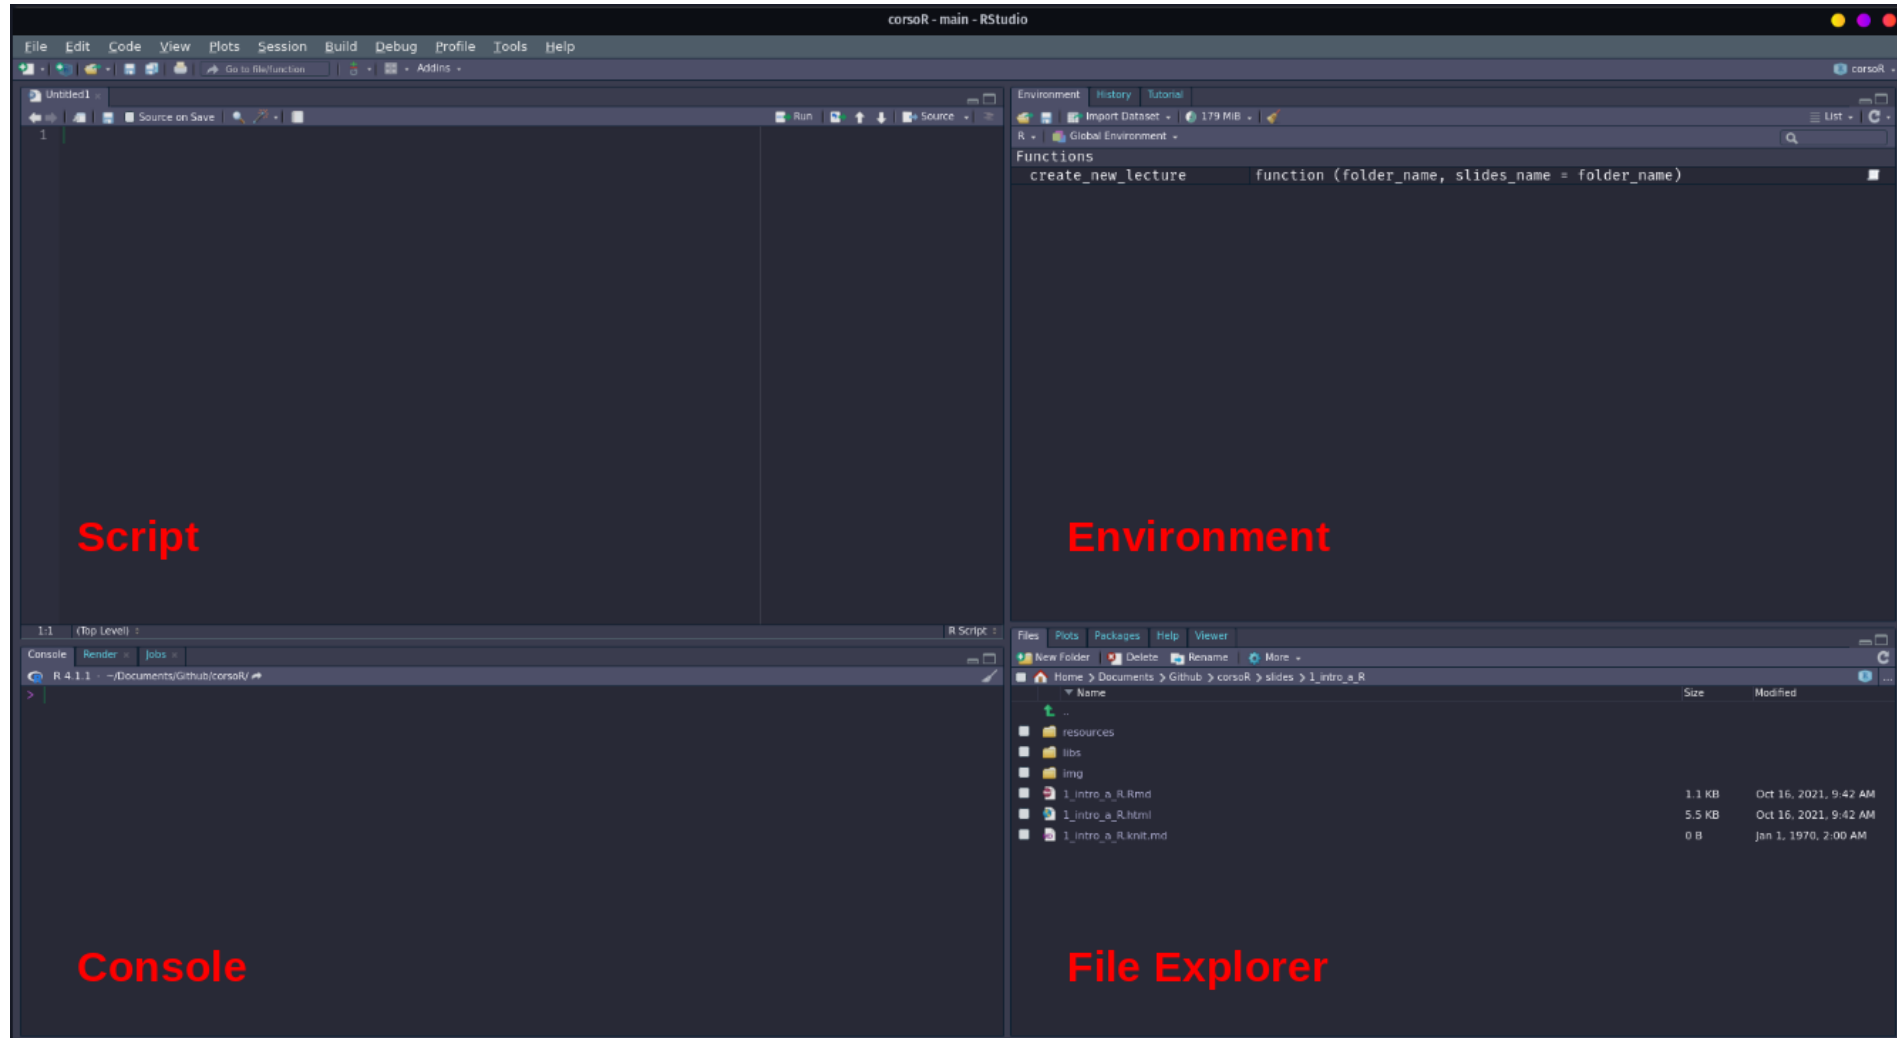 corsoR - main - RStudio
File Edit Code View Plots Session Build Debug Profile Tools Help
Go to file/function Addins corsoR
Untitled1
Source on Save Run Source
1
Script
1:1 (Top Level) R Script
Console Render Jobs
R 4.1.1 · ~/Documents/Github/corsoR/
>
Console
Environment History Tutorial
Import Dataset 179 MiB List
R Global Environment
Functions
create_new_lecture function (folder_name, slides_name = folder_name)
Environment
Files Plots Packages Help Viewer
New Folder Delete Rename More
Home > Documents > Github > corsoR > slides > 1_intro_a_R ...
Name Size Modified
..
resources
libs
img
1_intro_a_R.Rmd 1.1 KB Oct 16, 2021, 9:42 AM
1_intro_a_R.html 5.5 KB Oct 16, 2021, 9:42 AM
1_intro_a_R.knit.md 0 B Jan 1, 1970, 2:00 AM
File Explorer